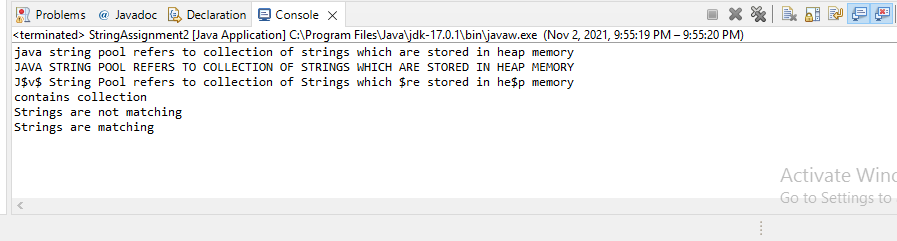 Problems @ Javadoc Declaration Console
<terminated> StringAssignment2 [Java Application] C:\Program Files\Java\jdk-17.0.1\bin\javaw.exe (Nov 2, 2021, 9:55:19 PM – 9:55:20 PM)
java string pool refers to collection of strings which are stored in heap memory
JAVA STRING POOL REFERS TO COLLECTION OF STRINGS WHICH ARE STORED IN HEAP MEMORY
J$v$ String Pool refers to collection of Strings which $re stored in he$p memory
contains collection
Strings are not matching
Strings are matching
Activate Winc
Go to Settings to